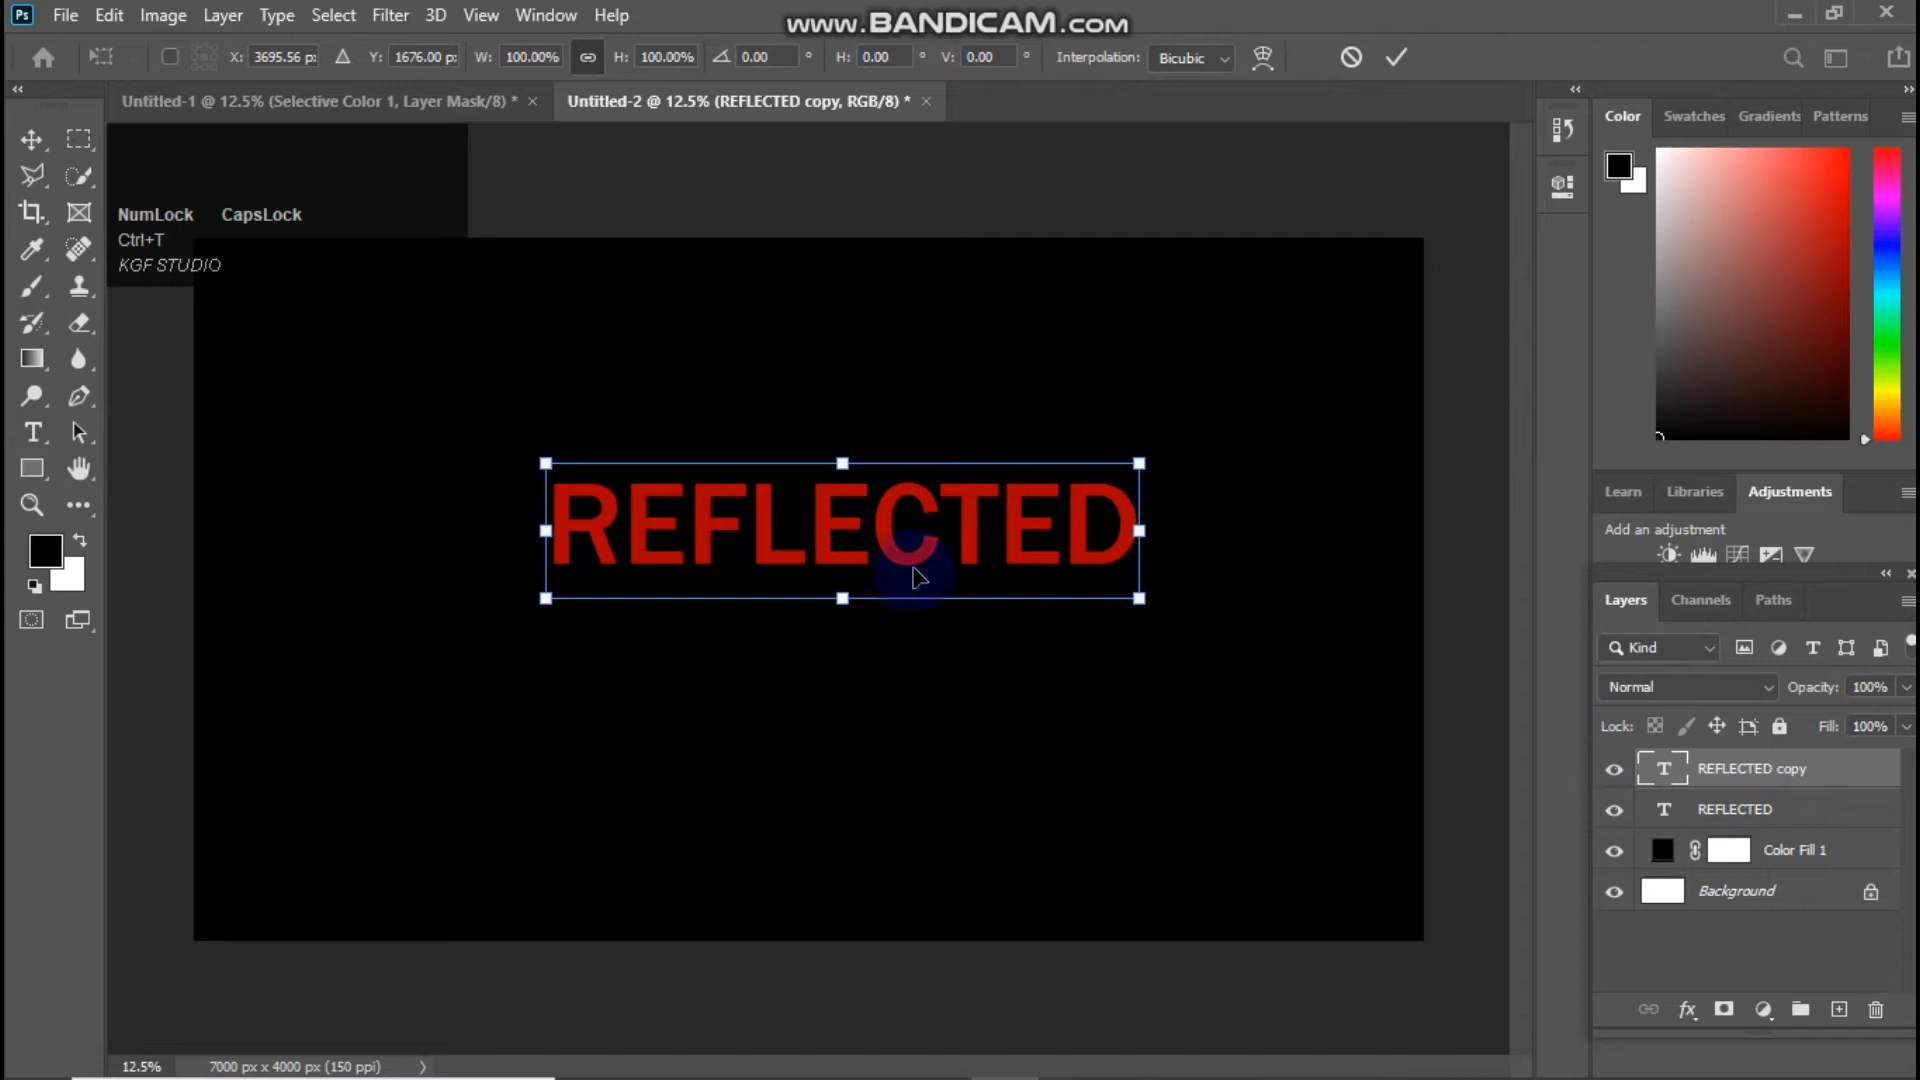 Ps File Edit Image Layer Type Select Filter 3D View Window Help
www.BANDICAM.com
X: 3695.56 p: Y: 1676.00 p: W: 100.00% H: 100.00% 0.00 ° H: 0.00 ° V: 0.00 ° Interpolation: Bicubic
Untitled-1 @ 12.5% (Selective Color 1, Layer Mask/8) * × Untitled-2 @ 12.5% (REFLECTED copy, RGB/8) * ×
Color Swatches Gradients Patterns
NumLock CapsLock
Ctrl+T
KGF STUDIO
REFLECTED
Learn Libraries Adjustments
Add an adjustment
Layers Channels Paths
Kind
Normal Opacity: 100%
Lock: Fill: 100%
T REFLECTED copy
T REFLECTED
Color Fill 1
Background
fx
12.5% 7000 px x 4000 px (150 ppi)